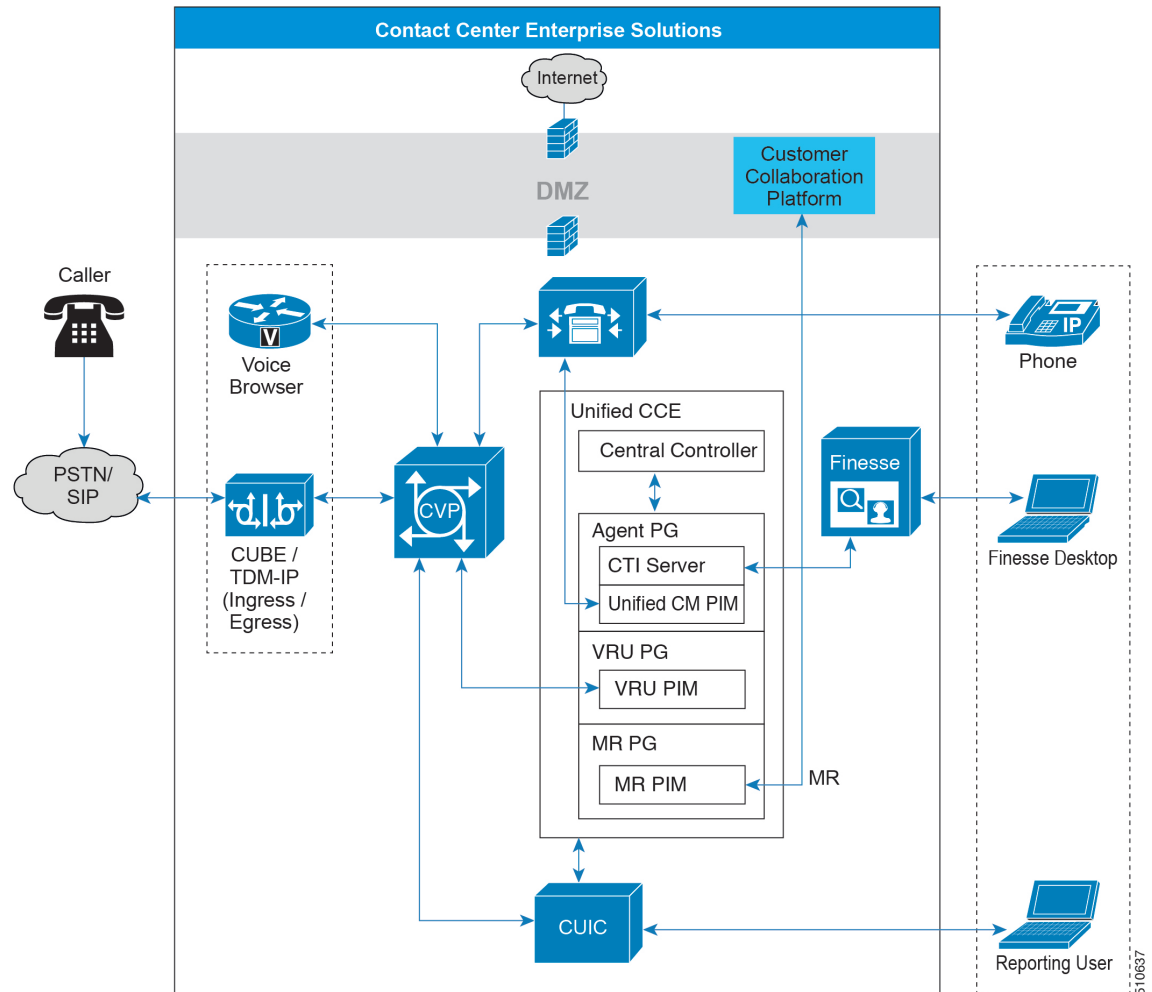 Contact Center Enterprise Solutions
Internet
DMZ
Customer
Collaboration
Platform
Caller
Voice
Browser
V
IP
Phone
PSTN/
SIP
CUBE /
TDM-IP
(Ingress /
Egress)
CVP
Unified CCE
Central Controller
Agent PG
CTI Server
Unified CM PIM
VRU PG
VRU PIM
MR PG
MR PIM
MR
Finesse
Finesse Desktop
CUIC
Reporting User